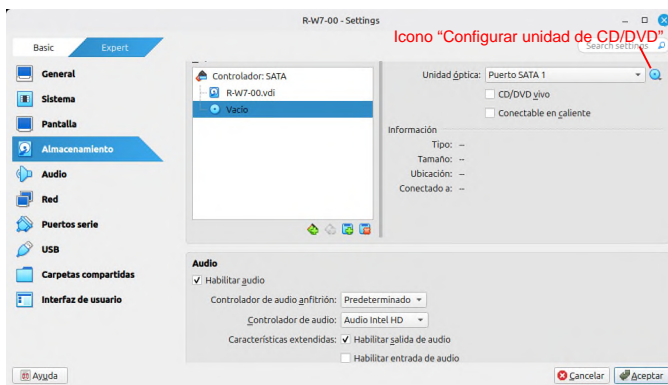 R-W7-00 - Settings
Icono “Configurar unidad de CD/DVD”
Basic
Expert
Search settings
General
Sistema
Pantalla
Almacenamiento
Audio
Red
Puertos serie
USB
Carpetas compartidas
Interfaz de usuario
Controlador: SATA
R-W7-00.vdi
Vacío
Unidad óptica: Puerto SATA 1
CD/DVD vivo
Conectable en caliente
Información
Tipo: --
Tamaño: --
Ubicación: --
Conectado a: --
Audio
Habilitar audio
Controlador de audio anfitrión: Predeterminado
Controlador de audio: Audio Intel HD
Características extendidas: Habilitar salida de audio
Habilitar entrada de audio
Ayuda
Cancelar
Aceptar